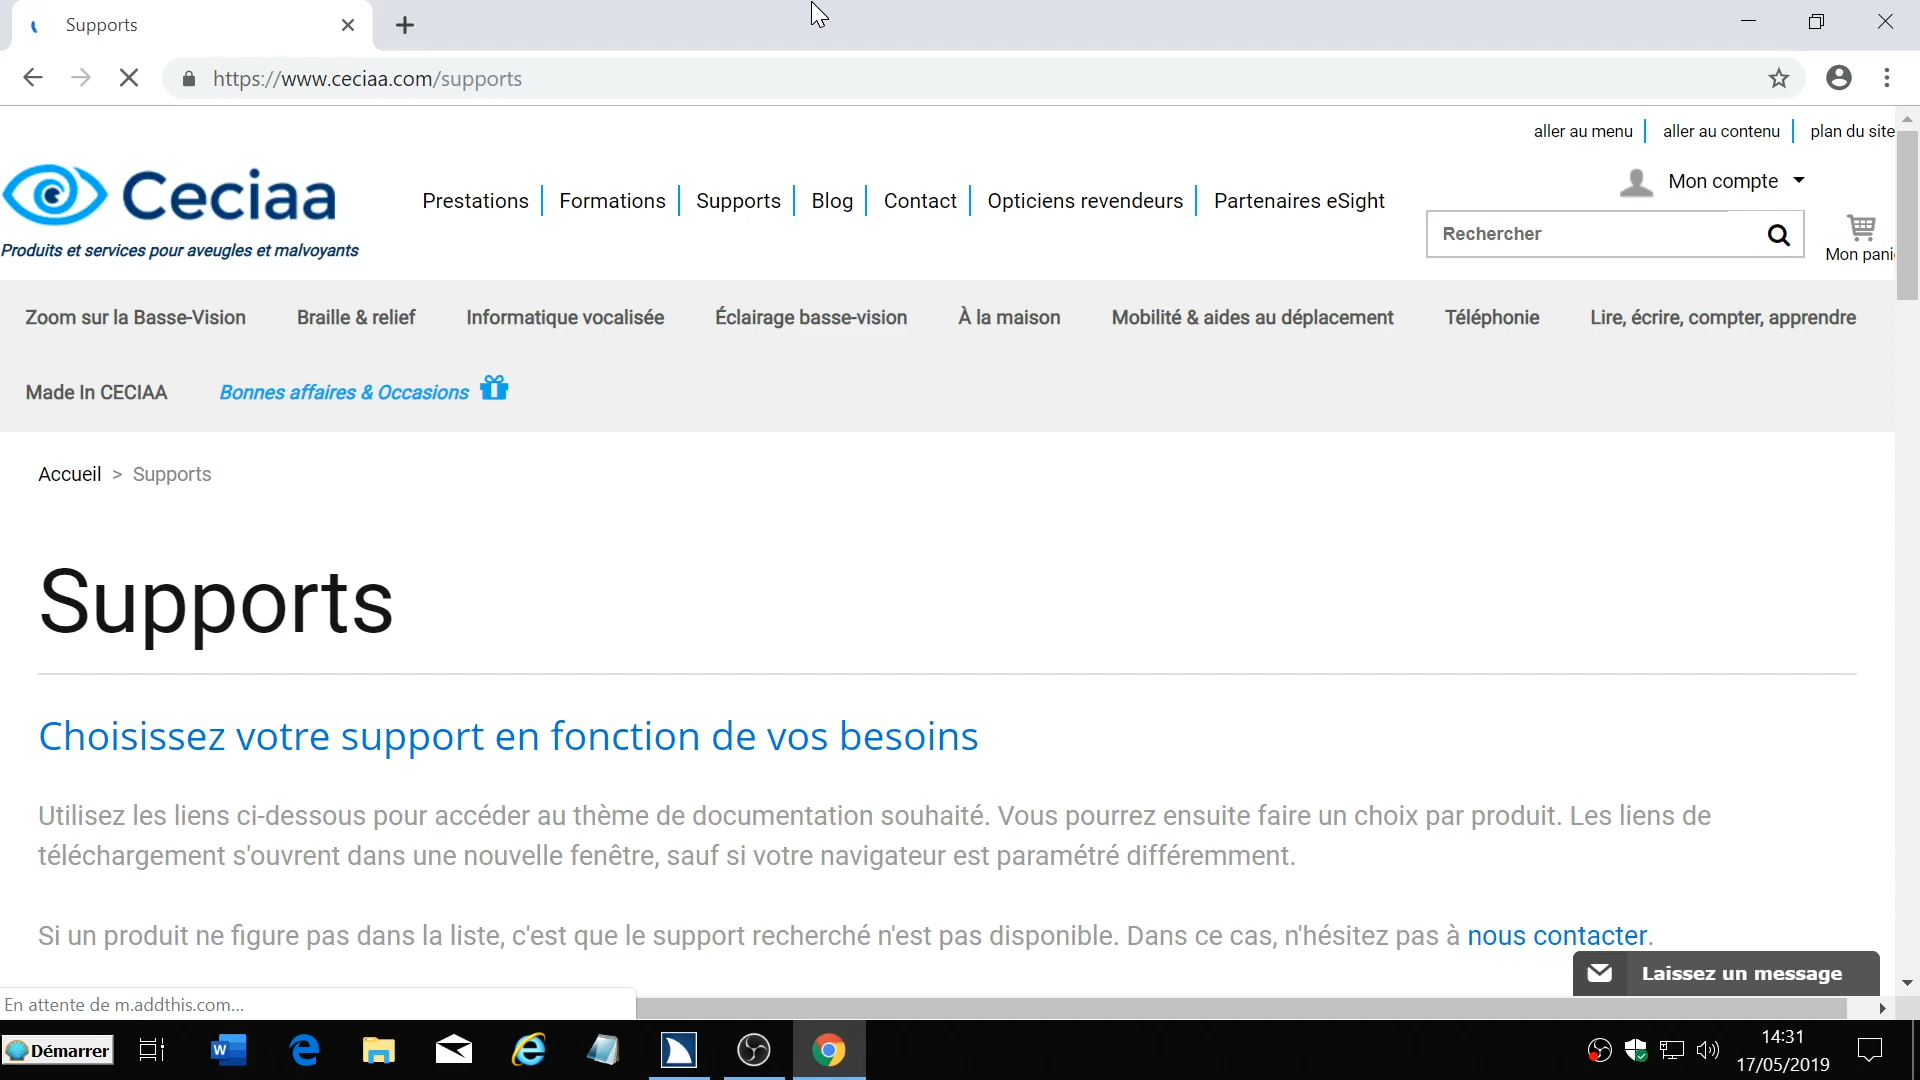 Supports
https://www.ceciaa.com/supports
aller au menu
aller au contenu
plan du site
Ceciaa
Produits et services pour aveugles et malvoyants
Prestations
Formations
Supports
Blog
Contact
Opticiens revendeurs
Partenaires eSight
Mon compte
Rechercher
Mon pani
Zoom sur la Basse-Vision
Braille & relief
Informatique vocalisée
Éclairage basse-vision
À la maison
Mobilité & aides au déplacement
Téléphonie
Lire, écrire, compter, apprendre
Made In CECIAA
Bonnes affaires & Occasions
Accueil > Supports
Supports
Choisissez votre support en fonction de vos besoins
Utilisez les liens ci-dessous pour accéder au thème de documentation souhaité. Vous pourrez ensuite faire un choix par produit. Les liens de
téléchargement s'ouvrent dans une nouvelle fenêtre, sauf si votre navigateur est paramétré différemment.
Si un produit ne figure pas dans la liste, c'est que le support recherché n'est pas disponible. Dans ce cas, n'hésitez pas à nous contacter.
Laissez un message
En attente de m.addthis.com...
Démarrer
14:31
17/05/2019